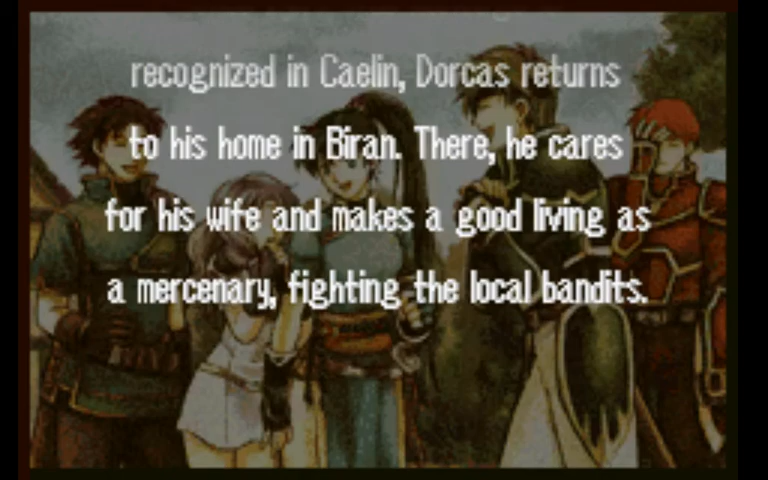 recognized in Caelin, Dorcas returns
to his home in Biran. There, he cares
for his wife and makes a good living as
a mercenary, fighting the local bandits.